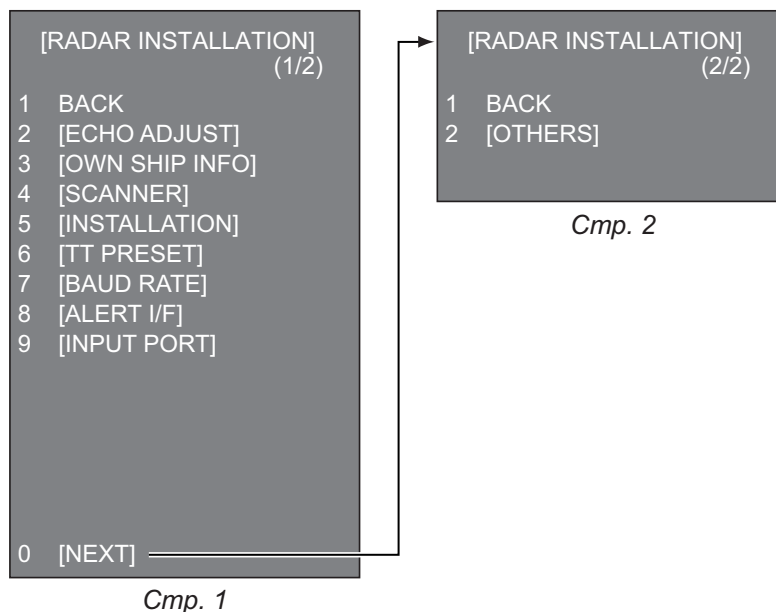 [RADAR INSTALLATION]
(1/2)
1 BACK
2 [ECHO ADJUST]
3 [OWN SHIP INFO]
4 [SCANNER]
5 [INSTALLATION]
6 [TT PRESET]
7 [BAUD RATE]
8 [ALERT I/F]
9 [INPUT PORT]
0 [NEXT]
Стр. 1
[RADAR INSTALLATION]
(2/2)
1 BACK
2 [OTHERS]
Стр. 2